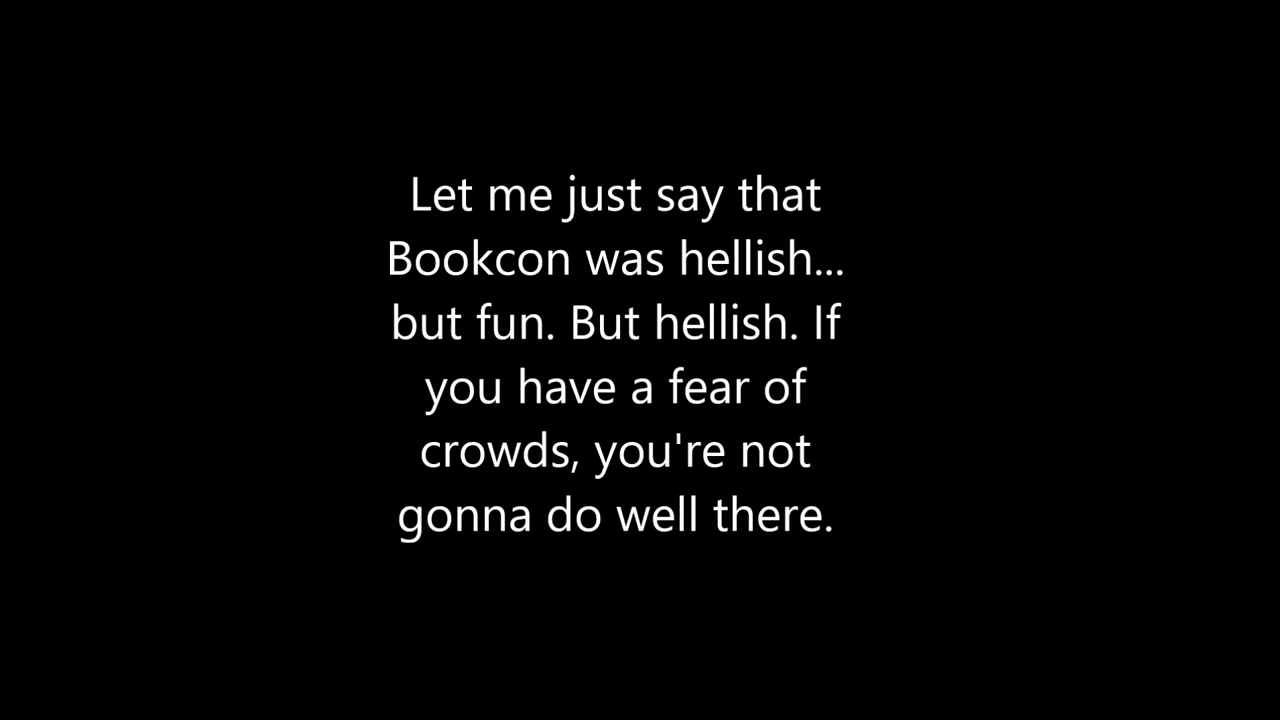 Let me just say that
Bookcon was hellish...
but fun. But hellish. If
you have a fear of
crowds, you're not
gonna do well there.